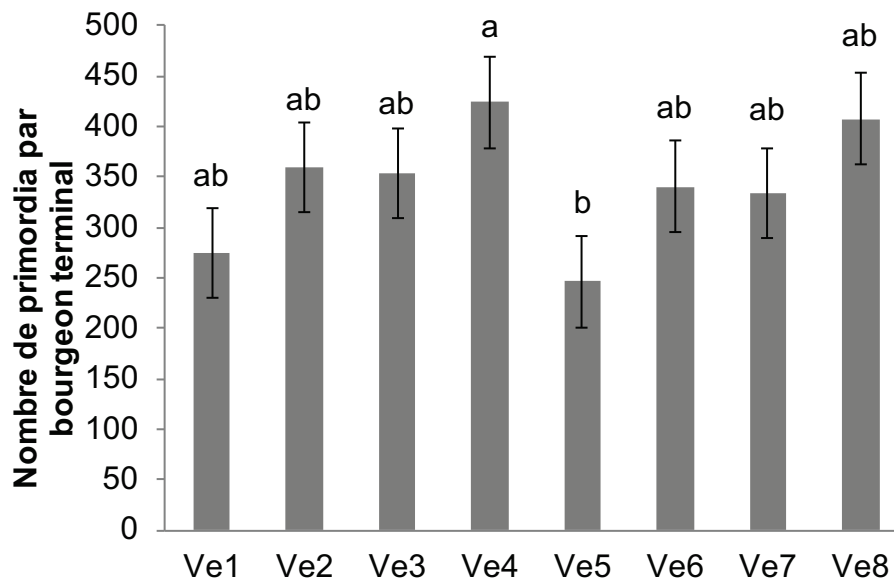 Nombre de primordia par
bourgeon terminal
500
450
400
350
300
250
200
150
100
50
0
ab
ab
ab
a
b
ab
ab
ab
Ve1 Ve2 Ve3 Ve4 Ve5 Ve6 Ve7 Ve8